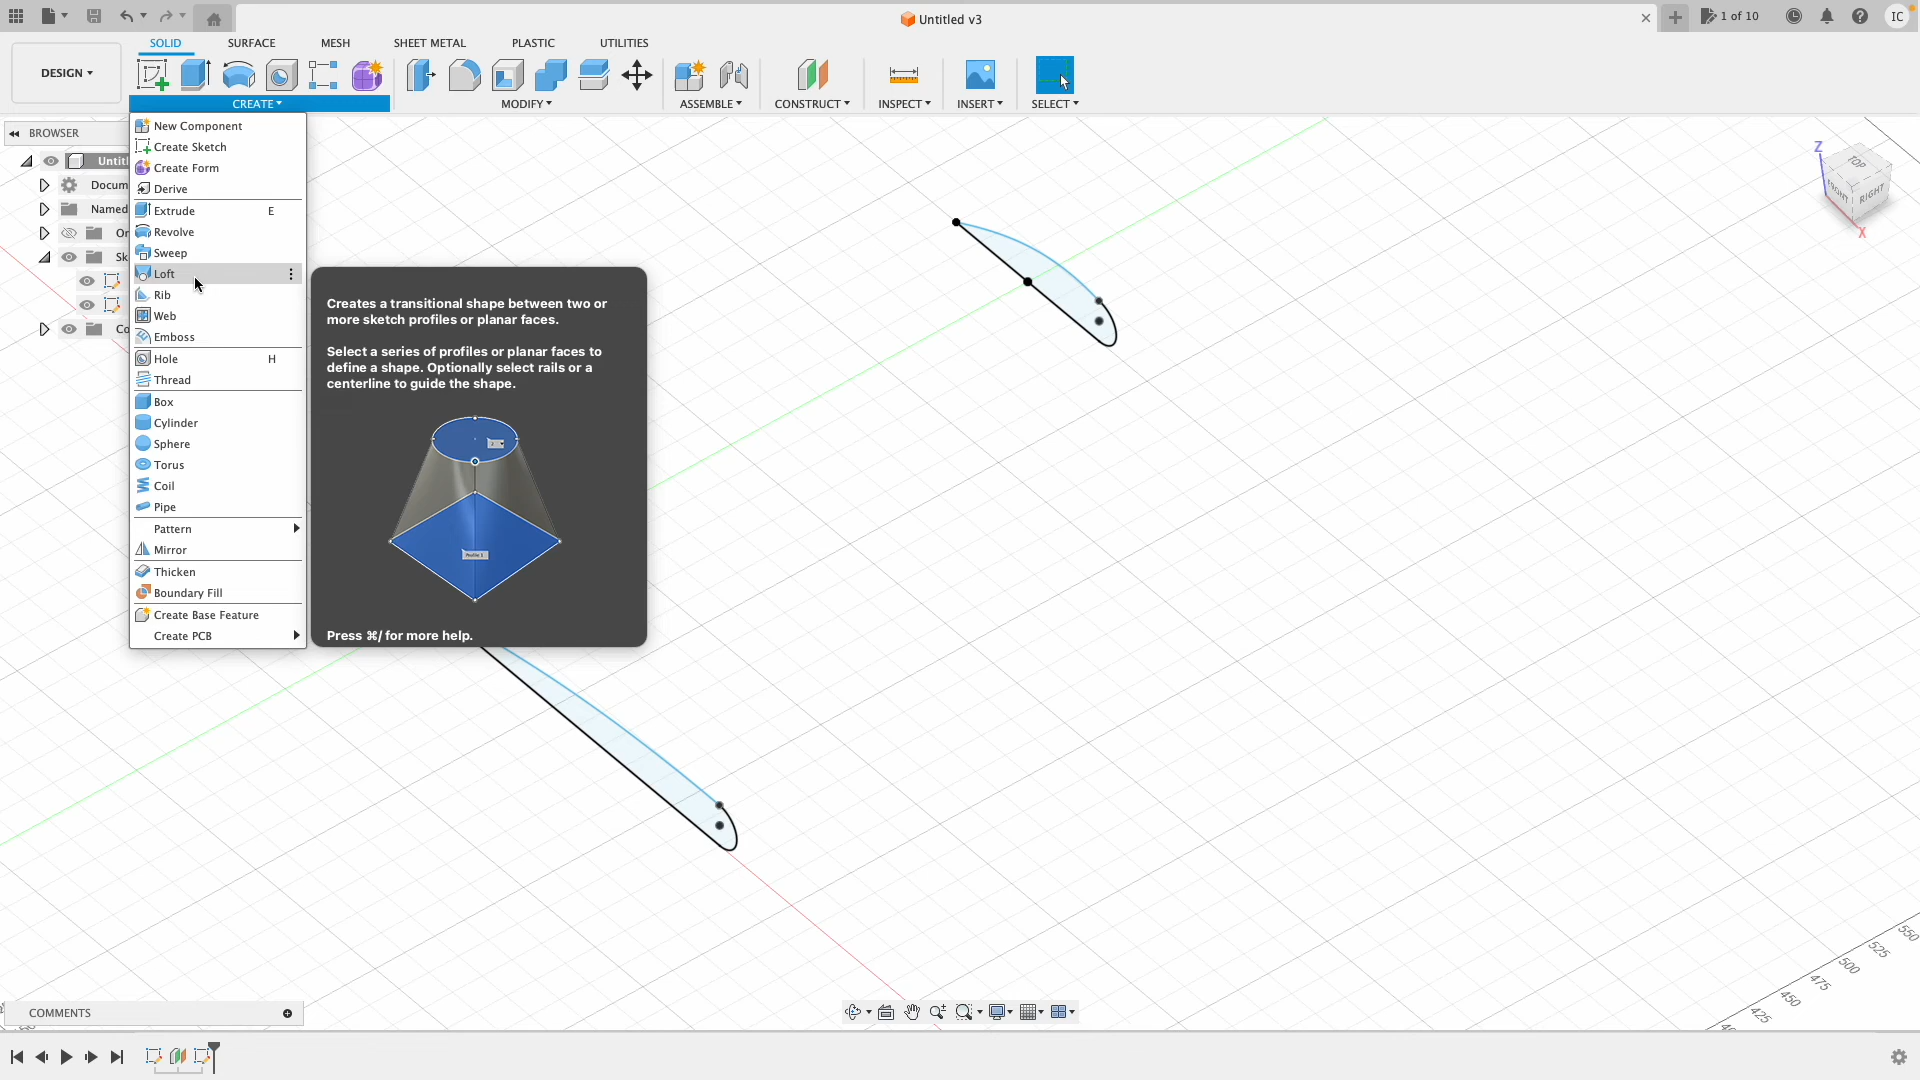 Untitled v3
1 of 10
IC
DESIGN
SOLID
SURFACE
MESH
SHEET METAL
PLASTIC
UTILITIES
CREATE
MODIFY
ASSEMBLE
CONSTRUCT
INSPECT
INSERT
SELECT
BROWSER
Untitl
Docum
Named
Or
Sk
Co
New Component
Create Sketch
Create Form
Derive
Extrude E
Revolve
Sweep
Loft
Rib
Web
Emboss
Hole H
Thread
Box
Cylinder
Sphere
Torus
Coil
Pipe
Pattern
Mirror
Thicken
Boundary Fill
Create Base Feature
Create PCB
Creates a transitional shape between two or
more sketch profiles or planar faces.
Select a series of profiles or planar faces to
define a shape. Optionally select rails or a
centerline to guide the shape.
Press ⌘/ for more help.
Z
TOP
FRONT
RIGHT
X
550
525
500
475
450
425
COMMENTS